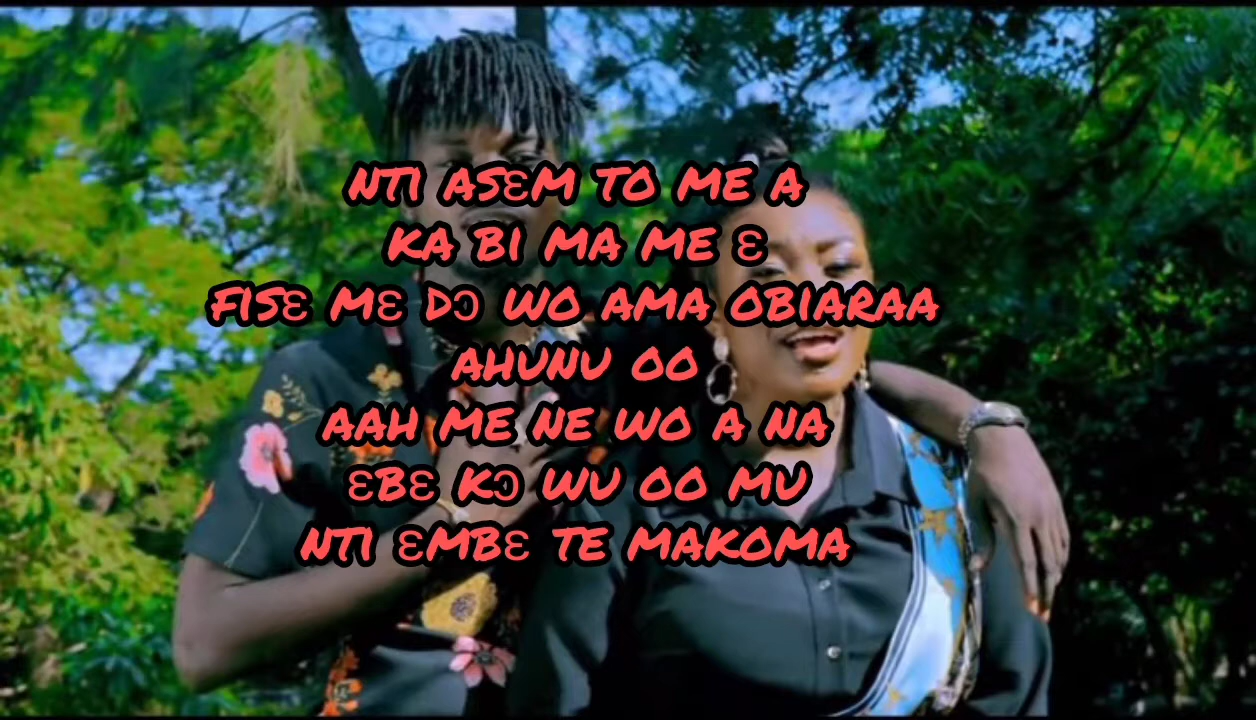 NTI ASƐM TO ME A
KA BI MA ME Ɛ
FISƐ MƐ DƆ WO AMA OBIARAA
AHUNU OO
AAH ME NE WO A NA
ƐBƐ KƆ WU OO MU
NTI ƐMBƐ TE MAKOMA